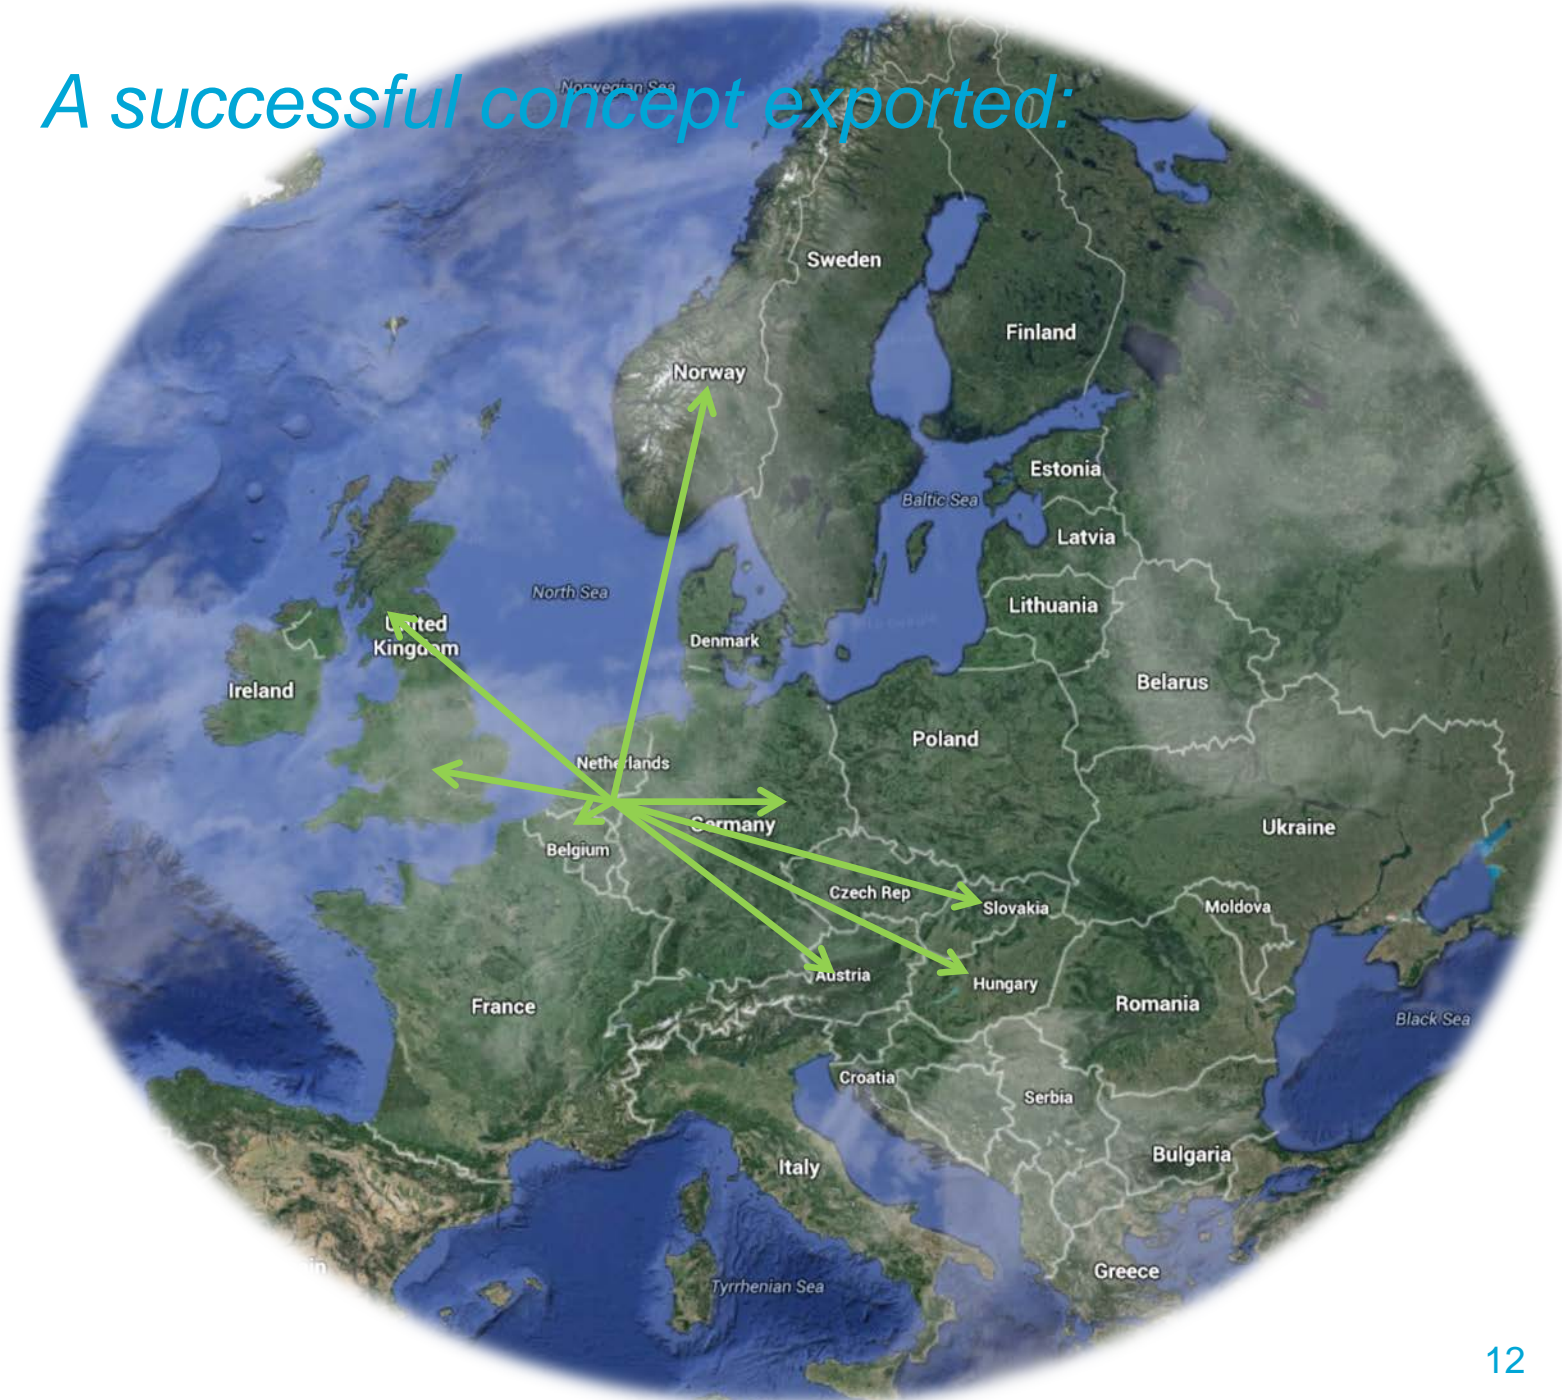 A successful concept exported:
Norwegian Sea
Sweden
Finland
Norway
Estonia
Baltic Sea
Latvia
North Sea
Lithuania
United
Kingdom
Denmark
Ireland
Belarus
Poland
Netherlands
Germany
Ukraine
Belgium
Czech Rep
Slovakia
Moldova
Austria
Hungary
France
Romania
Black Sea
Croatia
Serbia
Bulgaria
Italy
Greece
Tyrrhenian Sea
12